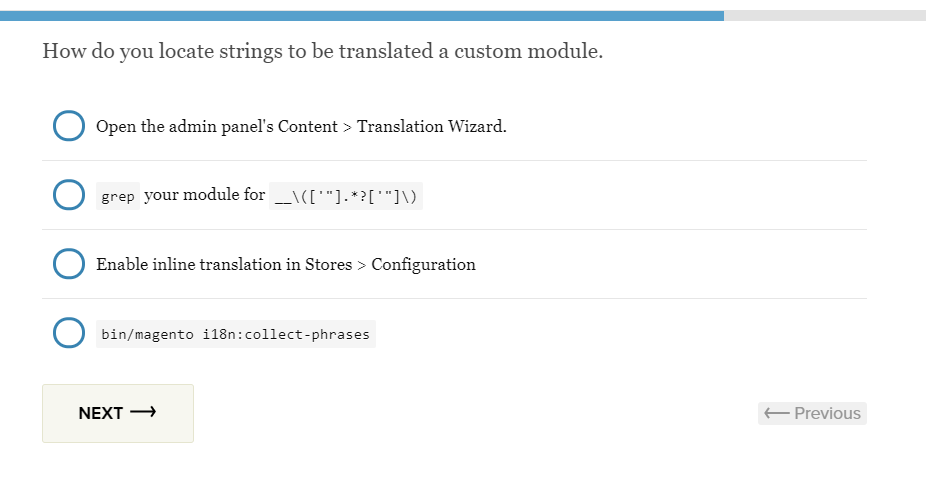 How do you locate strings to be translated a custom module.
Open the admin panel's Content > Translation Wizard.
grep your module for __\(['"].*?['"]\)
Enable inline translation in Stores > Configuration
bin/magento i18n:collect-phrases
NEXT ⟶
⟵ Previous